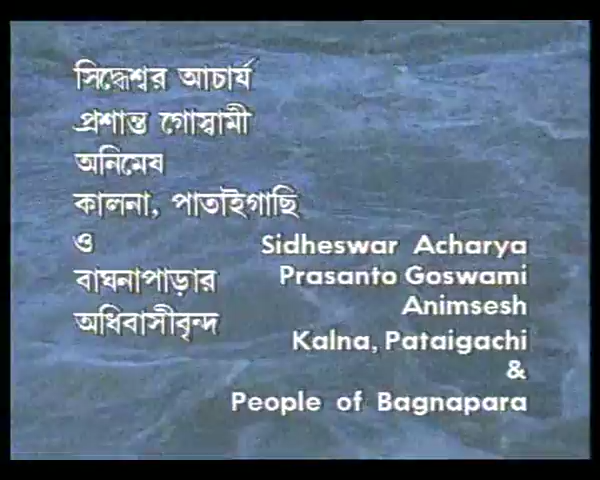 সিদ্ধেশ্বর আচার্য
প্রশান্ত গোস্বামী
অনিমেষ
কালনা, পাতাইগাছি
ও
বাঘনাপাড়ার
অধিবাসীবৃন্দ
Sidheswar Acharya
Prasanto Goswami
Animsesh
Kalna, Pataigachi
&
People of Bagnapara